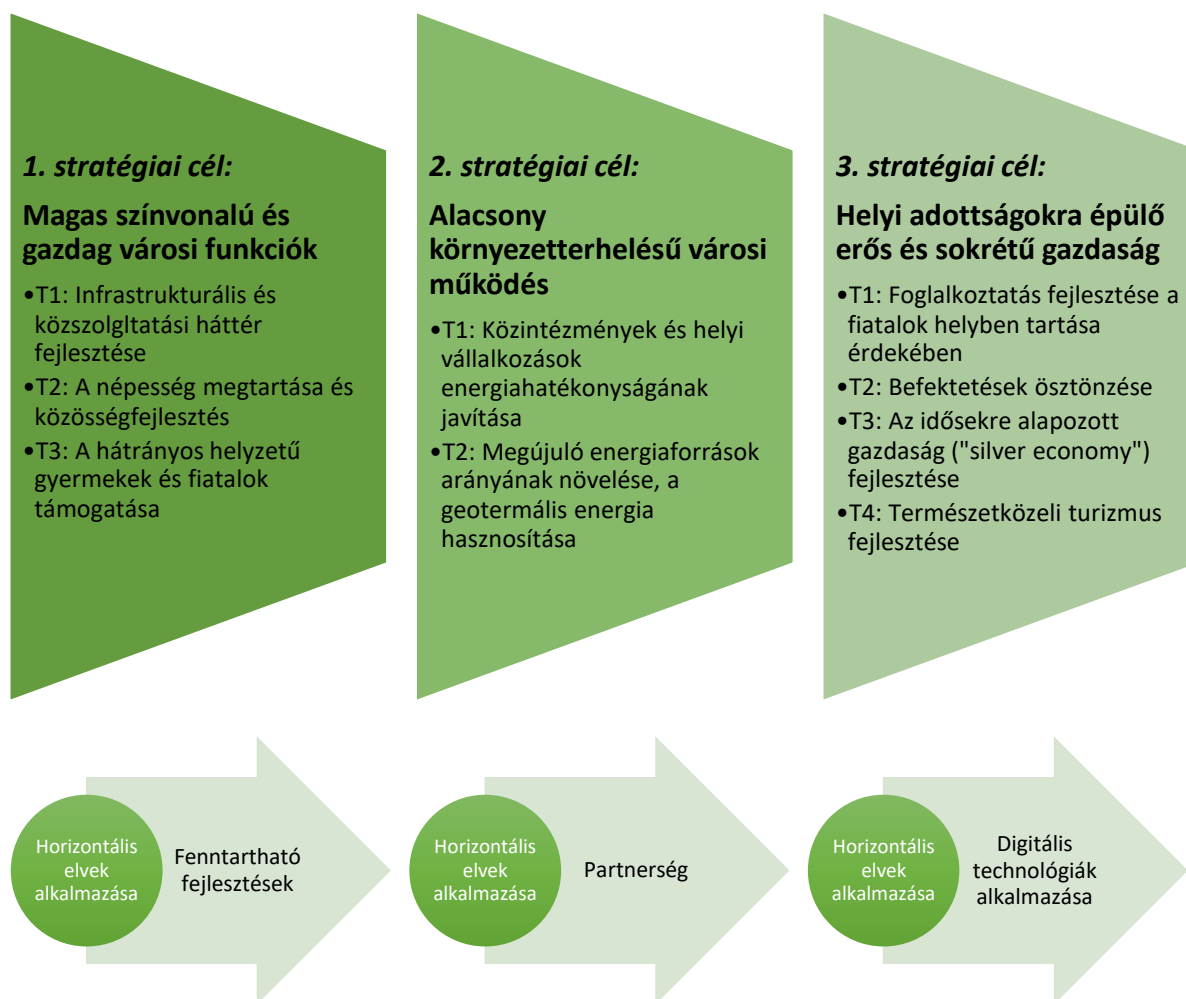 1. stratégiai cél:
Magas színvonalú és
gazdag városi funkciók
•T1: Infrastrukturális és
közszolgltatási háttér
fejlesztése
•T2: A népesség megtartása és
közösségfejlesztés
•T3: A hátrányos helyzetű
gyermekek és fiatalok
támogatása
2. stratégiai cél:
Alacsony
környezetterhelésű városi
működés
•T1: Közintézmények és helyi
vállalkozások
energiahatékonyságának
javítása
•T2: Megújuló energiaforrások
arányának növelése, a
geotermális energia
hasznosítása
3. stratégiai cél:
Helyi adottságokra épülő
erős és sokrétű gazdaság
•T1: Foglalkoztatás fejlesztése a
fiatalok helyben tartása
érdekében
•T2: Befektetések ösztönzése
•T3: Az idősekre alapozott
gazdaság ("silver economy")
fejlesztése
•T4: Természetközeli turizmus
fejlesztése
Horizontális
elvek
alkalmazása
Fenntartható
fejlesztések
Horizontális
elvek
alkalmazása
Partnerség
Horizontális
elvek
alkalmazása
Digitális
technológiák
alkalmazása